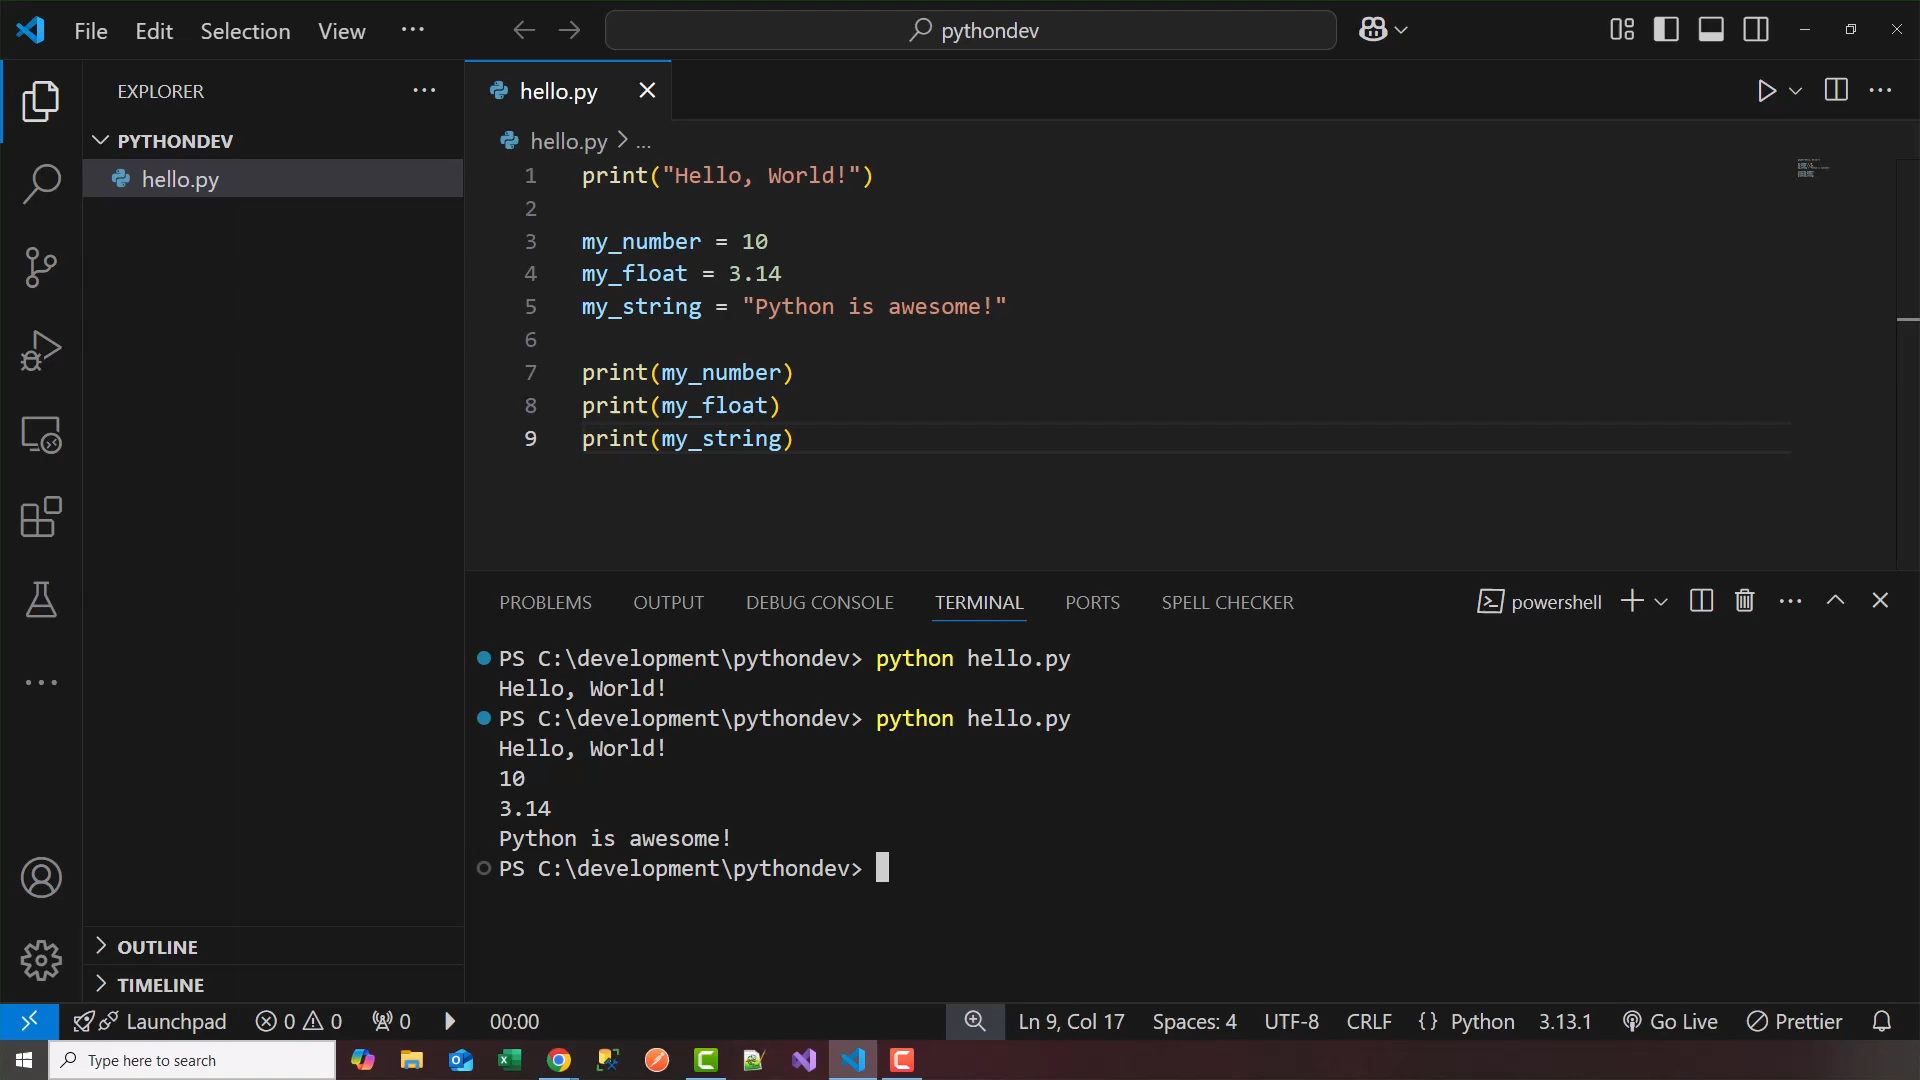 File Edit Selection View ...
pythondev
EXPLORER ...
PYTHONDEV
hello.py
OUTLINE
TIMELINE
hello.py
hello.py > ...
1 print("Hello, World!")
2
3 my_number = 10
4 my_float = 3.14
5 my_string = "Python is awesome!"
6
7 print(my_number)
8 print(my_float)
9 print(my_string)
PROBLEMS OUTPUT DEBUG CONSOLE TERMINAL PORTS SPELL CHECKER powershell
PS C:\development\pythondev> python hello.py
Hello, World!
PS C:\development\pythondev> python hello.py
Hello, World!
10
3.14
Python is awesome!
PS C:\development\pythondev>
Launchpad 0 0 0 00:00 Ln 9, Col 17 Spaces: 4 UTF-8 CRLF {} Python 3.13.1 Go Live Prettier
Type here to search